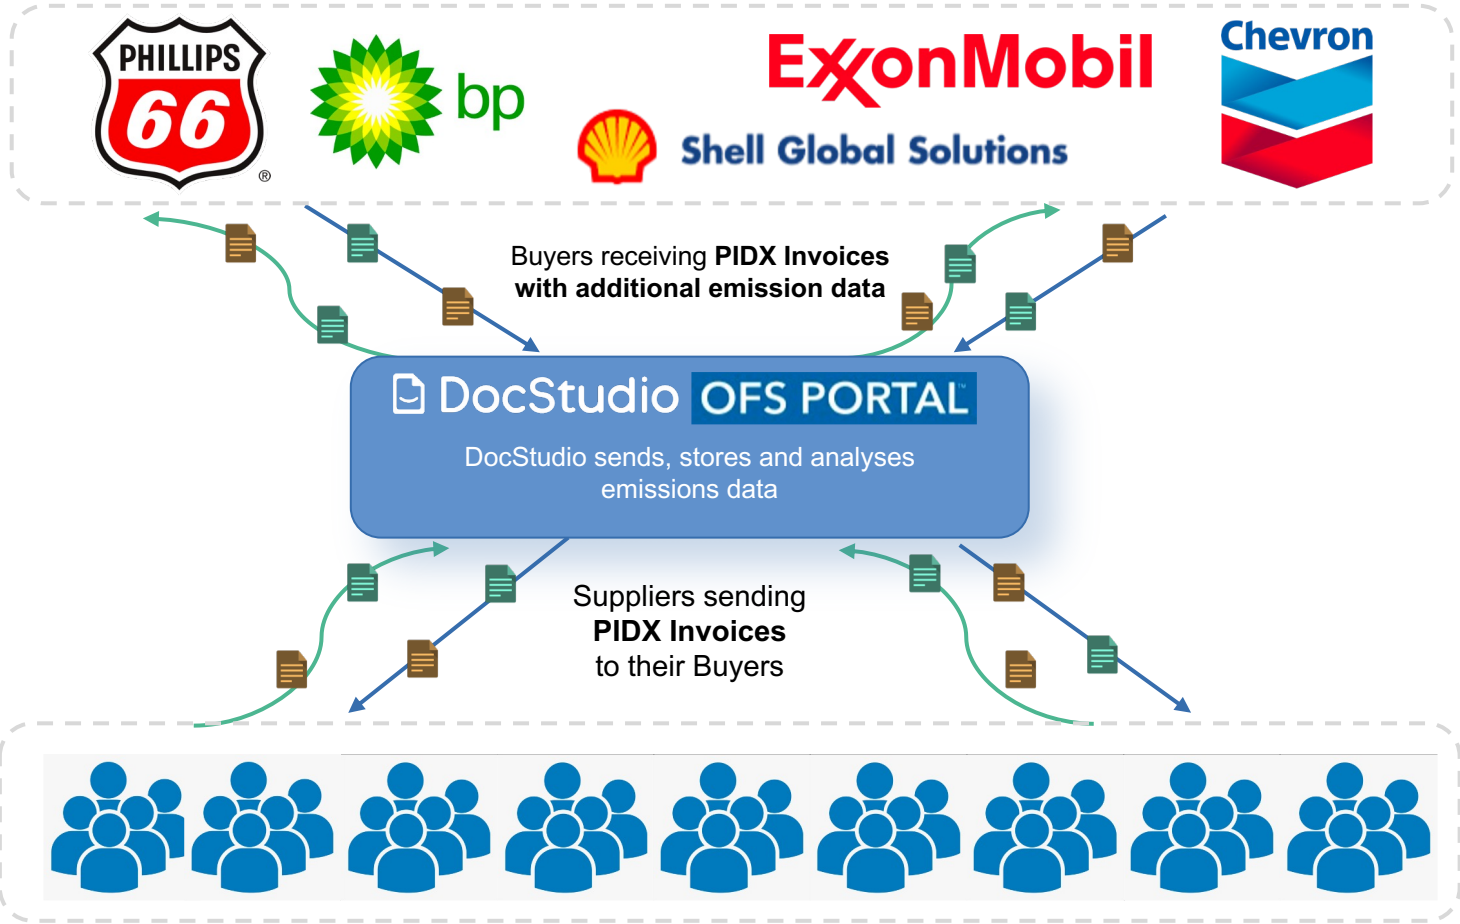 PHILLIPS
66
®
bp
ExxonMobil
Shell Global Solutions
Chevron
Buyers receiving PIDX Invoices
with additional emission data
DocStudio OFS PORTAL™
DocStudio sends, stores and analyses
emissions data
Suppliers sending
PIDX Invoices
to their Buyers